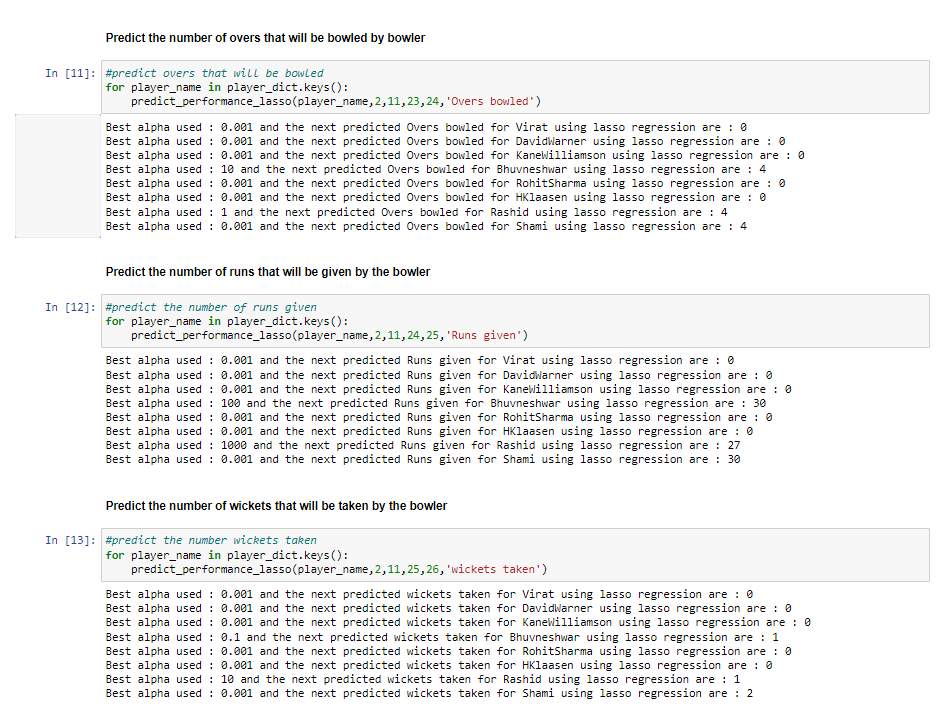 Predict the number of overs that will be bowled by bowler
In [11]: #predict overs that will be bowled
for player_name in player_dict.keys():
predict_performance_lasso(player_name,2,11,23,24,'Overs bowled')
Best alpha used : 0.001 and the next predicted Overs bowled for Virat using lasso regression are : 0
Best alpha used : 0.001 and the next predicted Overs bowled for DavidWarner using lasso regression are : 0
Best alpha used : 0.001 and the next predicted Overs bowled for KaneWilliamson using lasso regression are : 0
Best alpha used : 10 and the next predicted Overs bowled for Bhuvneshwar using lasso regression are : 4
Best alpha used : 0.001 and the next predicted Overs bowled for RohitSharma using lasso regression are : 0
Best alpha used : 0.001 and the next predicted Overs bowled for HKlaasen using lasso regression are : 0
Best alpha used : 1 and the next predicted Overs bowled for Rashid using lasso regression are : 4
Best alpha used : 0.001 and the next predicted Overs bowled for Shami using lasso regression are : 4
Predict the number of runs that will be given by the bowler
In [12]: #predict the number of runs given
for player_name in player_dict.keys():
predict_performance_lasso(player_name,2,11,24,25,'Runs given')
Best alpha used : 0.001 and the next predicted Runs given for Virat using lasso regression are : 0
Best alpha used : 0.001 and the next predicted Runs given for DavidWarner using lasso regression are : 0
Best alpha used : 0.001 and the next predicted Runs given for KaneWilliamson using lasso regression are : 0
Best alpha used : 100 and the next predicted Runs given for Bhuvneshwar using lasso regression are : 30
Best alpha used : 0.001 and the next predicted Runs given for RohitSharma using lasso regression are : 0
Best alpha used : 0.001 and the next predicted Runs given for HKlaasen using lasso regression are : 0
Best alpha used : 1000 and the next predicted Runs given for Rashid using lasso regression are : 27
Best alpha used : 0.001 and the next predicted Runs given for Shami using lasso regression are : 30
Predict the number of wickets that will be taken by the bowler
In [13]: #predict the number wickets taken
for player_name in player_dict.keys():
predict_performance_lasso(player_name,2,11,25,26,'wickets taken')
Best alpha used : 0.001 and the next predicted wickets taken for Virat using lasso regression are : 0
Best alpha used : 0.001 and the next predicted wickets taken for DavidWarner using lasso regression are : 0
Best alpha used : 0.001 and the next predicted wickets taken for KaneWilliamson using lasso regression are : 0
Best alpha used : 0.1 and the next predicted wickets taken for Bhuvneshwar using lasso regression are : 1
Best alpha used : 0.001 and the next predicted wickets taken for RohitSharma using lasso regression are : 0
Best alpha used : 0.001 and the next predicted wickets taken for HKlaasen using lasso regression are : 0
Best alpha used : 10 and the next predicted wickets taken for Rashid using lasso regression are : 1
Best alpha used : 0.001 and the next predicted wickets taken for Shami using lasso regression are : 2